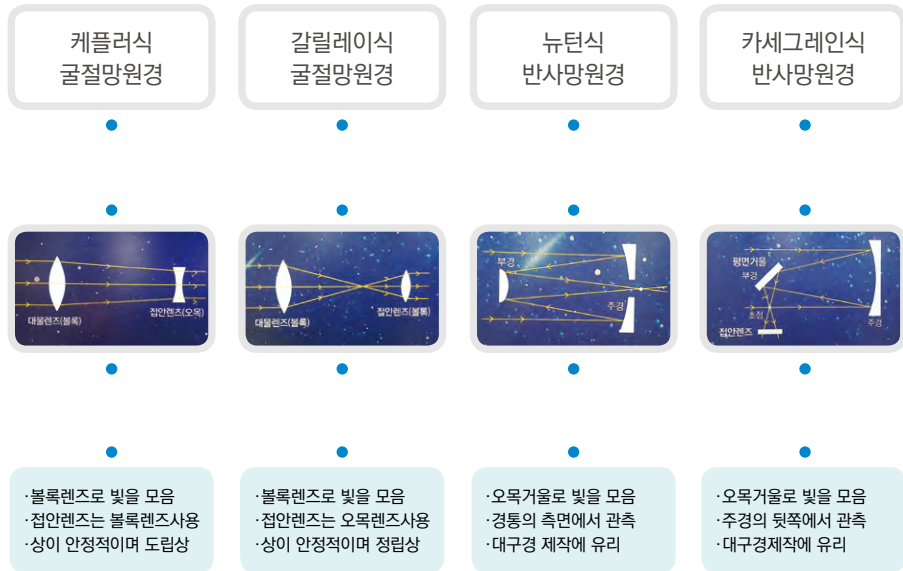 케플러식
굴절망원경
갈릴레이식
굴절망원경
뉴턴식
반사망원경
카세그레인식
반사망원경
대물렌즈(볼록)
접안렌즈(오목)
대물렌즈(볼록)
접안렌즈(볼록)
부경
주경
평면거울
부경
초점
접안렌즈
주경
·볼록렌즈로 빛을 모음
·접안렌즈는 볼록렌즈사용
·상이 안정적이며 도립상
·볼록렌즈로 빛을 모음
·접안렌즈는 오목렌즈사용
·상이 안정적이며 정립상
·오목거울로 빛을 모음
·경통의 측면에서 관측
·대구경 제작에 유리
·오목거울로 빛을 모음
·주경의 뒷쪽에서 관측
·대구경제작에 유리